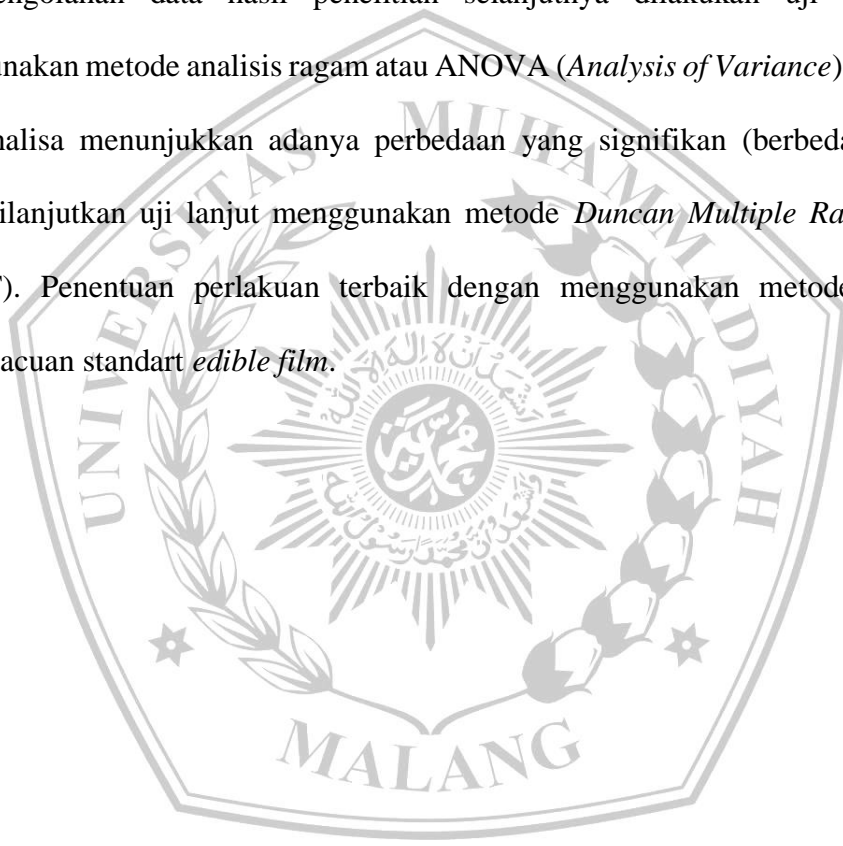 engolahan data hasil penelitian selanjutnya dilakukan uji
unakan metode analisis ragam atau ANOVA (Analysis of Variance)
nalisa menunjukkan adanya perbedaan yang signifikan (berbeda
ilanjutkan uji lanjut menggunakan metode Duncan Multiple Ra
). Penentuan perlakuan terbaik dengan menggunakan metode
acuan standart edible film.
UNIVERSITAS MUHAMMADIYAH
MALANG